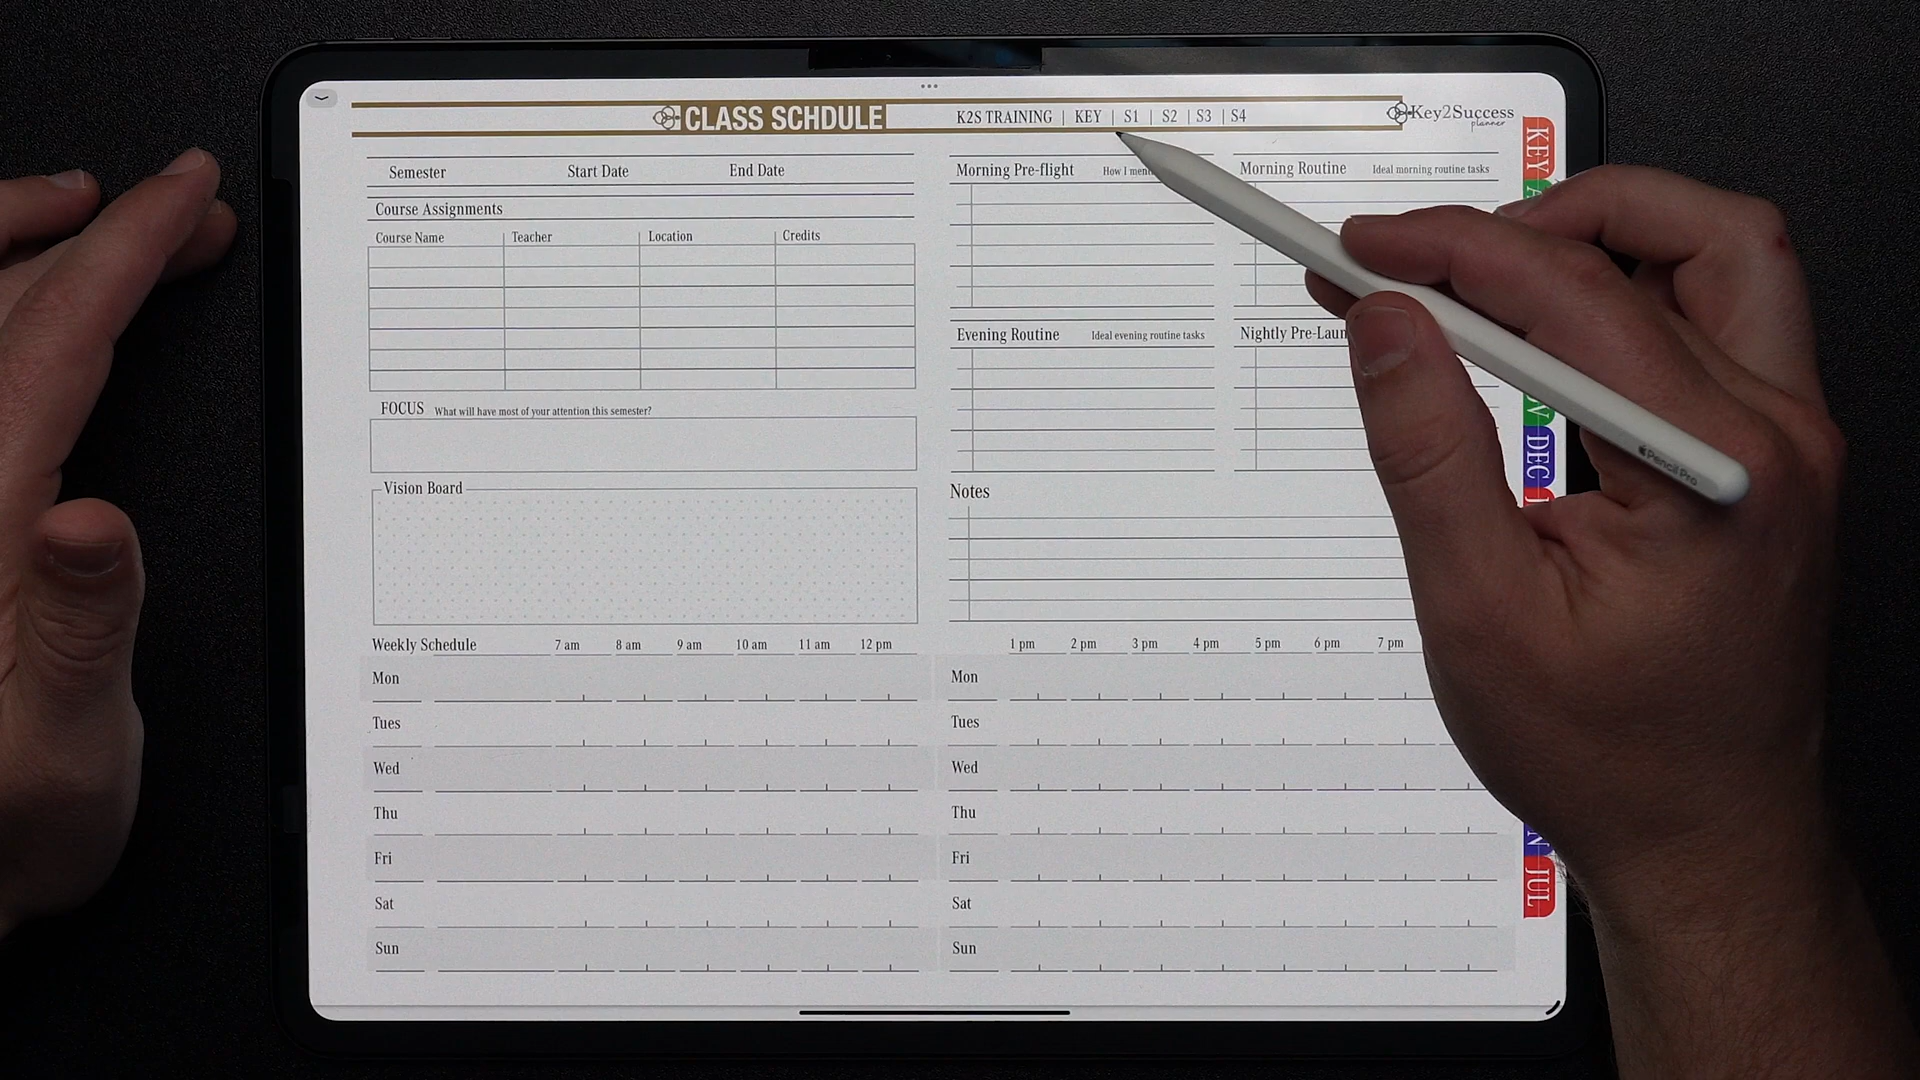 CLASS SCHDULE
K2S TRAINING | KEY | S1 | S2 | S3 | S4
Key2Success
planner
Semester Start Date End Date
Course Assignments
Course Name Teacher Location Credits
FOCUS What will have most of your attention this semester?
Vision Board
Morning Pre-flight How I
Morning Routine Ideal morning routine tasks
Evening Routine Ideal evening routine tasks
Nightly
Notes
Weekly Schedule 7 am 8 am 9 am 10 am 11 am 12 pm
Mon
Tues
Wed
Thu
Fri
Sat
Sun
1 pm 2 pm 3 pm 4 pm 5 pm 6 pm 7 pm
Mon
Tues
Wed
Thu
Fri
Sat
Sun
KEY
DEC
JUL
Pencil Pro